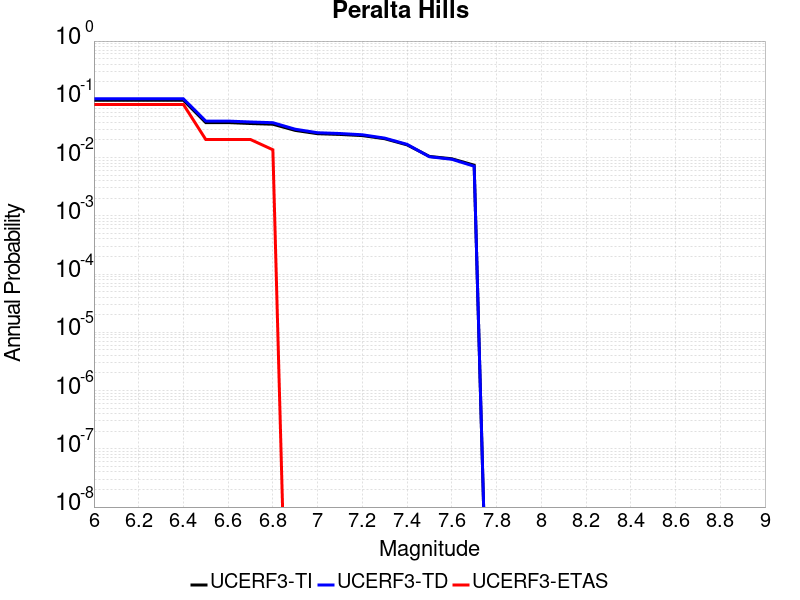 Peralta Hills
10^0
10^-1
10^-2
10^-3
10^-4
10^-5
10^-6
10^-7
10^-8
Annual Probability
6 6.2 6.4 6.6 6.8 7 7.2 7.4 7.6 7.8 8 8.2 8.4 8.6 8.8 9
Magnitude
UCERF3-TI UCERF3-TD UCERF3-ETAS